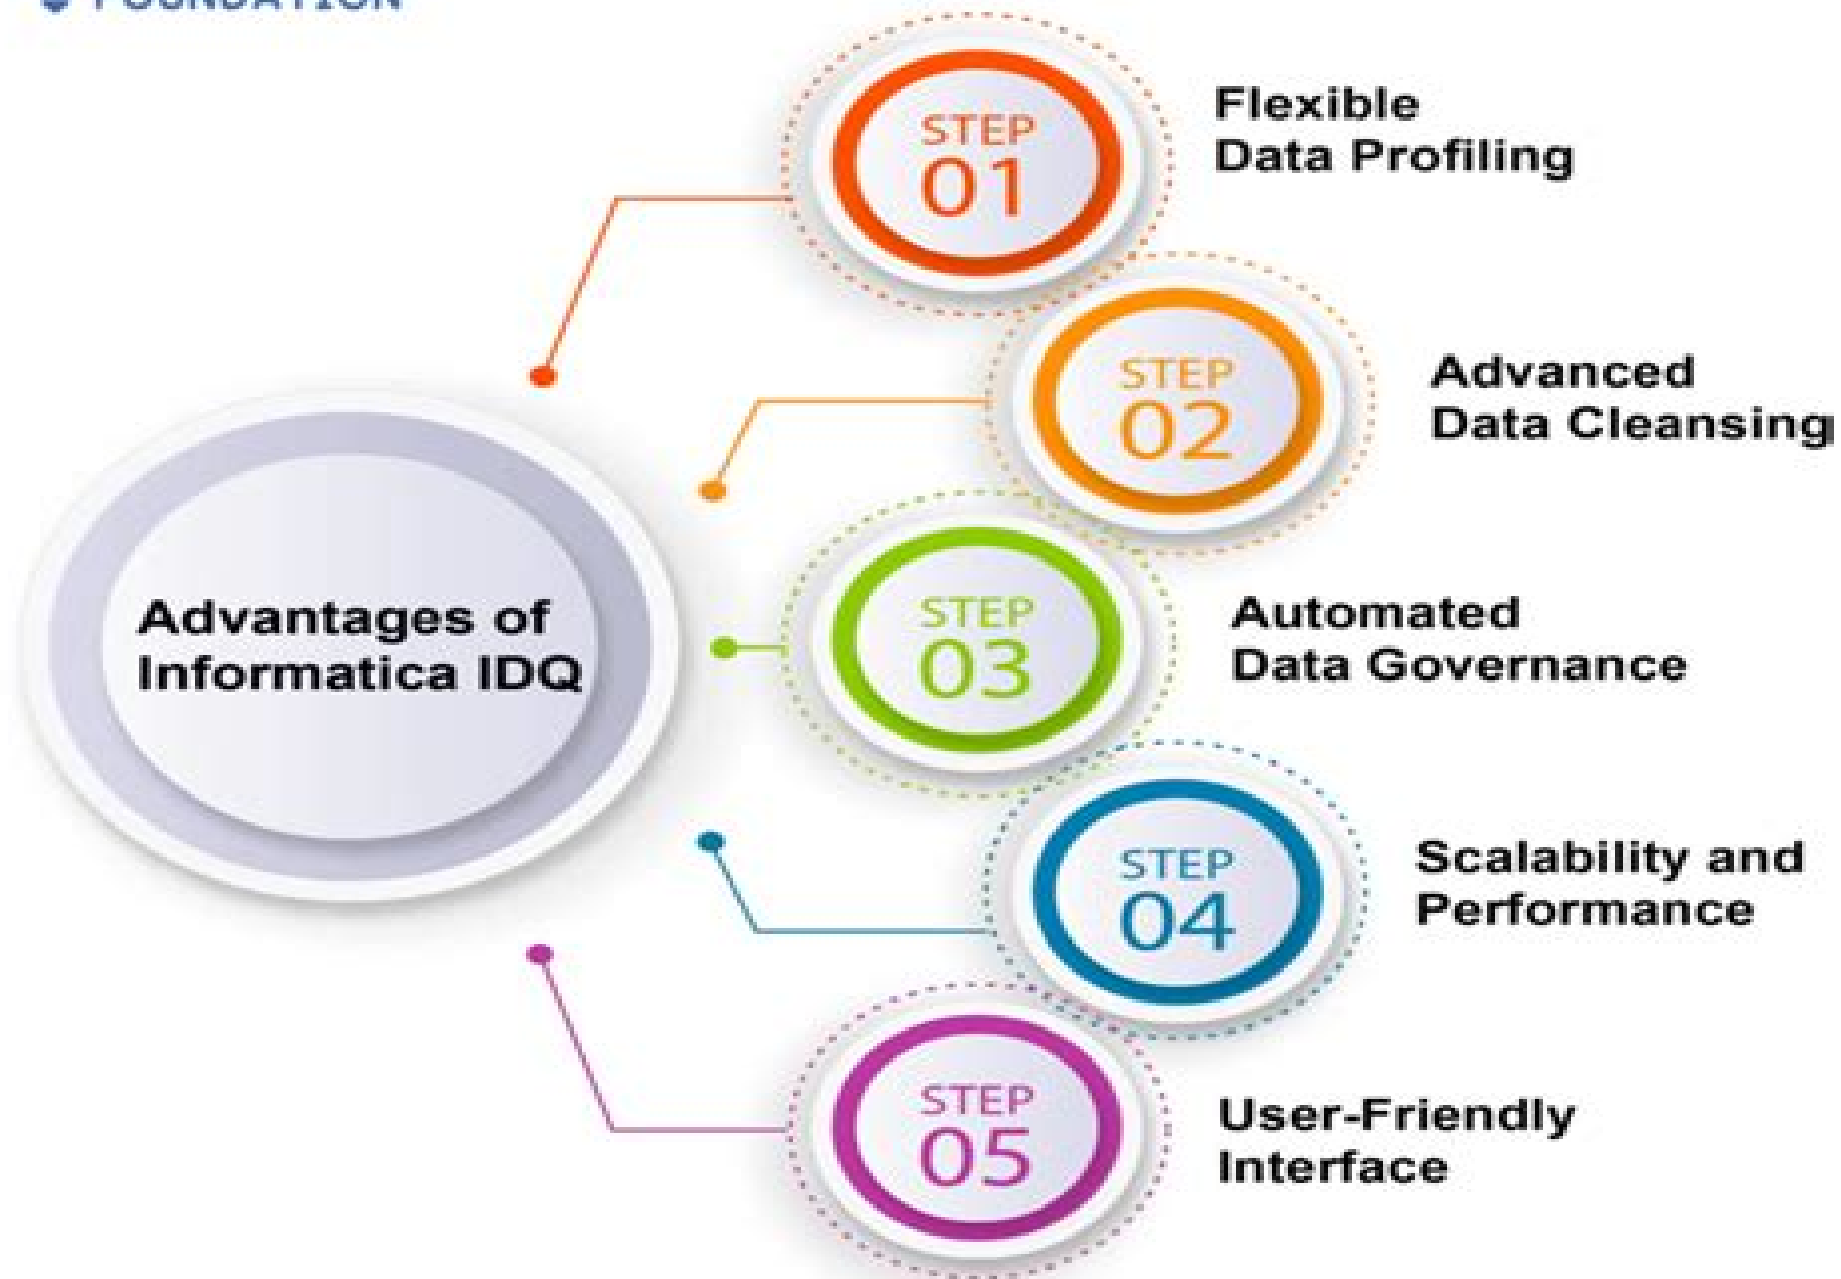 FOUNDATION
STEP
01
Flexible
Data Profiling
STEP
02
Advanced
Data Cleansing
Advantages of
Informatica IDQ
STEP
03
Automated
Data Governance
STEP
04
Scalability and
Performance
STEP
05
User-Friendly
Interface